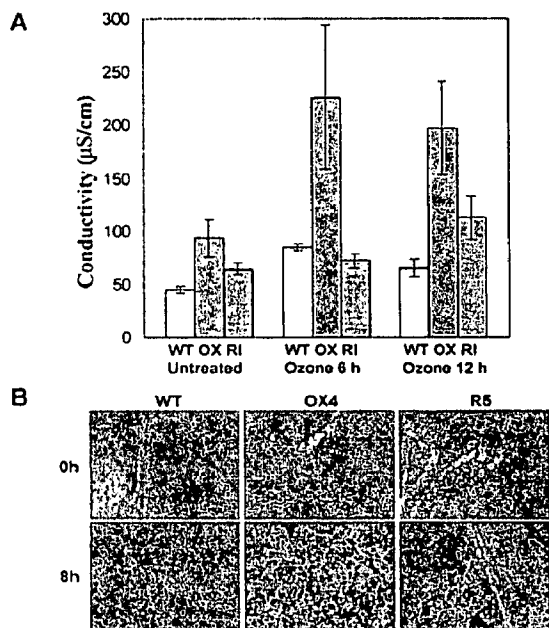 A
Conductivity (µS/cm)
300
250
200
150
100
50
0
WT OX RI WT OX RI WT OX RI
Untreated Ozone 6 h Ozone 12 h
B
WT OX4 R5
0h
8h